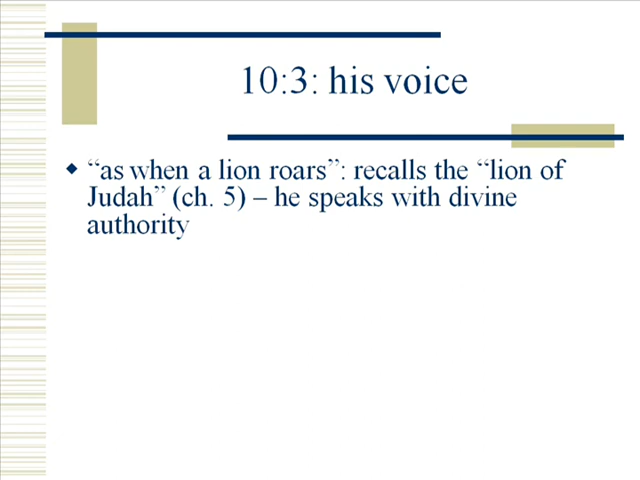 10:3: his voice
“as when a lion roars”: recalls the “lion of
Judah” (ch. 5) – he speaks with divine
authority